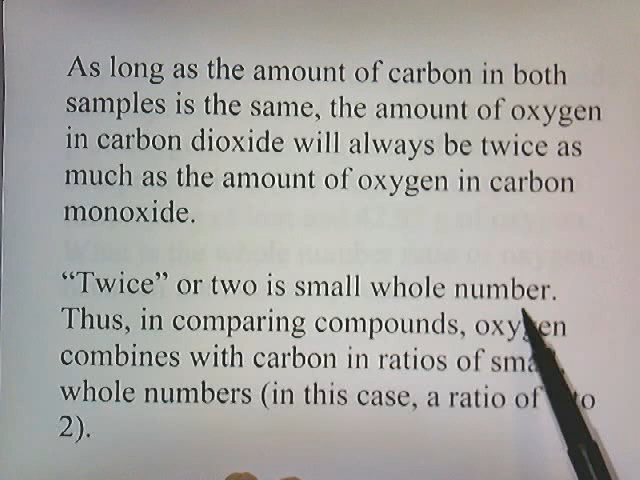 As long as the amount of carbon in both
samples is the same, the amount of oxygen
in carbon dioxide will always be twice as
much as the amount of oxygen in carbon
monoxide.
“Twice” or two is small whole number.
Thus, in comparing compounds, oxygen
combines with carbon in ratios of small
whole numbers (in this case, a ratio of to
2).